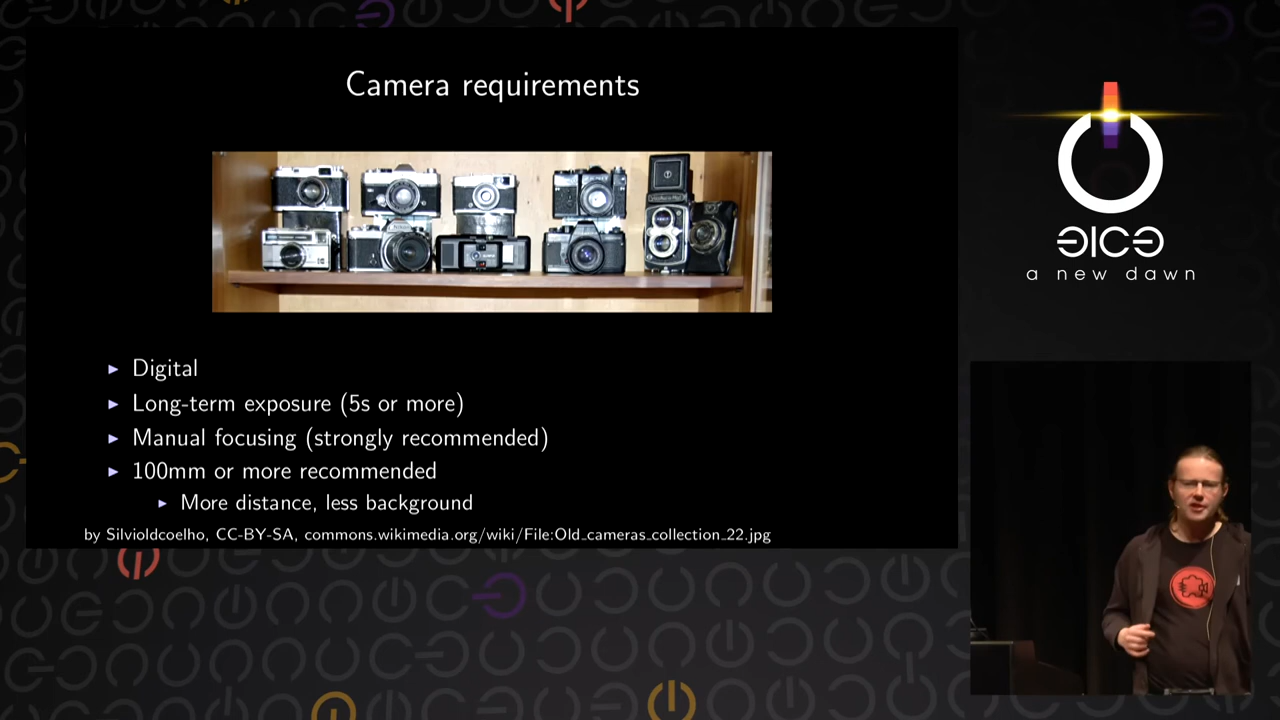 Camera requirements
Digital
Long-term exposure (5s or more)
Manual focusing (strongly recommended)
100mm or more recommended
More distance, less background
by Silvioldcoelho, CC-BY-SA, commons.wikimedia.org/wiki/File:Old_cameras_collection_22.jpg
a new dawn